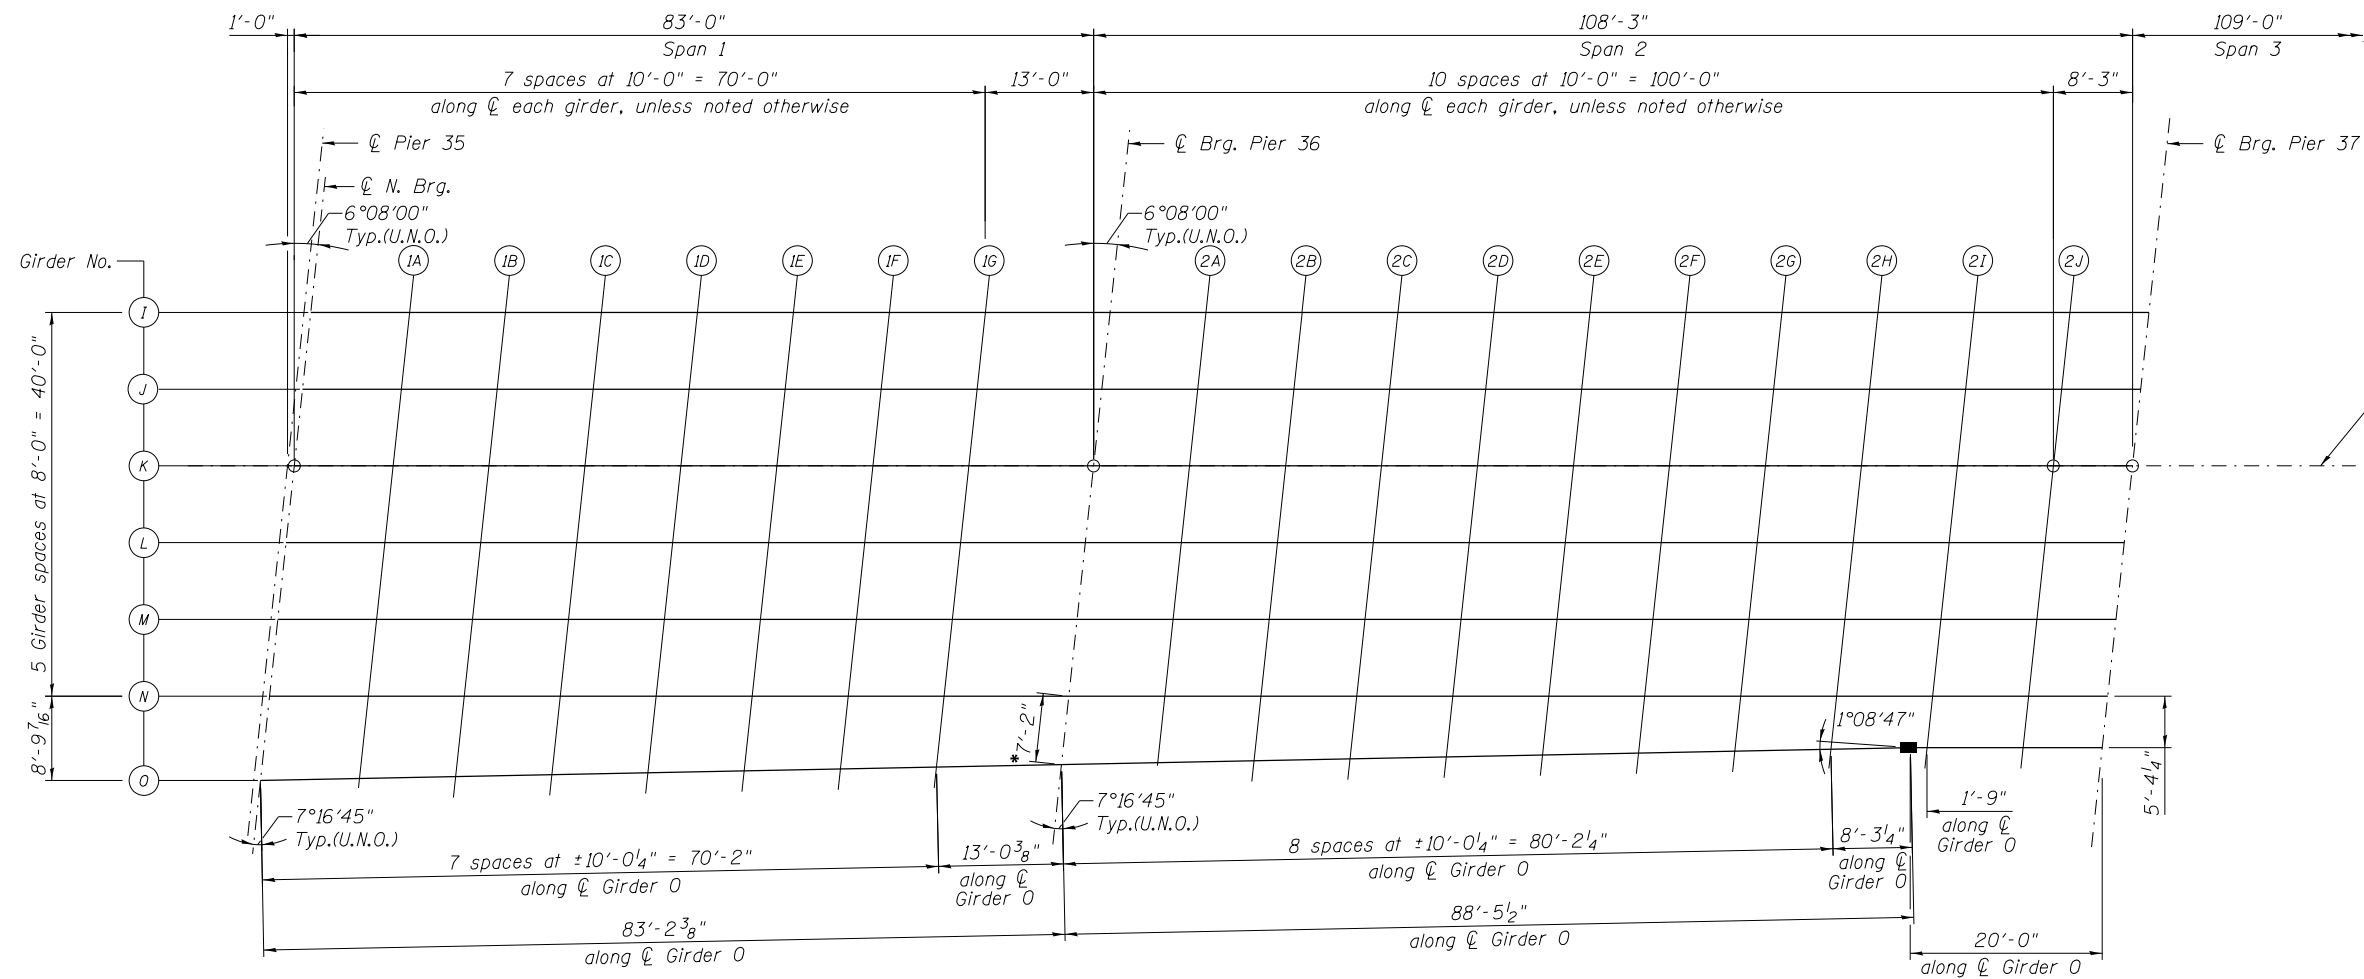 1'-0"
83'-0"
108'-3"
109'-0"
Span 1
Span 2
Span 3
7 spaces at 10'-0" = 70'-0"
13'-0"
10 spaces at 10'-0" = 100'-0"
8'-3"
along ℄ each girder, unless noted otherwise
along ℄ each girder, unless noted otherwise
℄ Pier 35
℄ Brg. Pier 36
℄ Brg. Pier 37
℄ N. Brg.
6°08'00"
Typ.(U.N.O.)
6°08'00"
Typ.(U.N.O.)
Girder No.
1A
1B
1C
1D
1E
1F
1G
2A
2B
2C
2D
2E
2F
2G
2H
2I
2J
I
J
K
L
M
N
O
5 Girder spaces at 8'-0" = 40'-0"
8'-9 7/16"
*7'-2"
1°08'47"
5'-4 1/4"
7°16'45"
Typ.(U.N.O.)
7°16'45"
Typ.(U.N.O.)
1'-9"
along ℄
Girder O
7 spaces at ±10'-0 1/4" = 70'-2"
along ℄ Girder O
13'-0 3/8"
along ℄
Girder O
8 spaces at ±10'-0 1/4" = 80'-2 1/4"
along ℄ Girder O
8'-3 1/4"
along ℄
Girder O
83'-2 3/8"
along ℄ Girder O
88'-5 1/2"
along ℄ Girder O
20'-0"
along ℄ Girder O